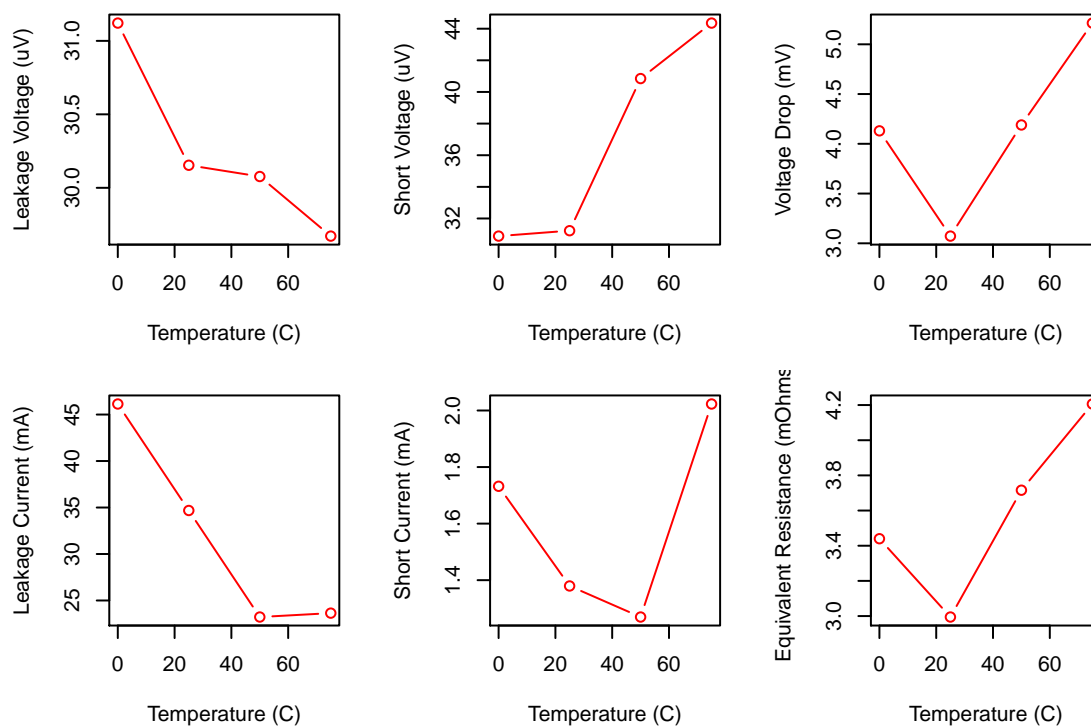 Leakage Voltage (uV)
30.0 30.5 31.0
0 20 40 60
Temperature (C)
Short Voltage (uV)
32 36 40 44
0 20 40 60
Temperature (C)
Voltage Drop (mV)
3.0 3.5 4.0 4.5 5.0
0 20 40 60
Temperature (C)
Leakage Current (mA)
25 30 35 40 45
0 20 40 60
Temperature (C)
Short Current (mA)
1.4 1.6 1.8 2.0
0 20 40 60
Temperature (C)
Equivalent Resistance (mOhms
3.0 3.4 3.8 4.2
0 20 40 60
Temperature (C)